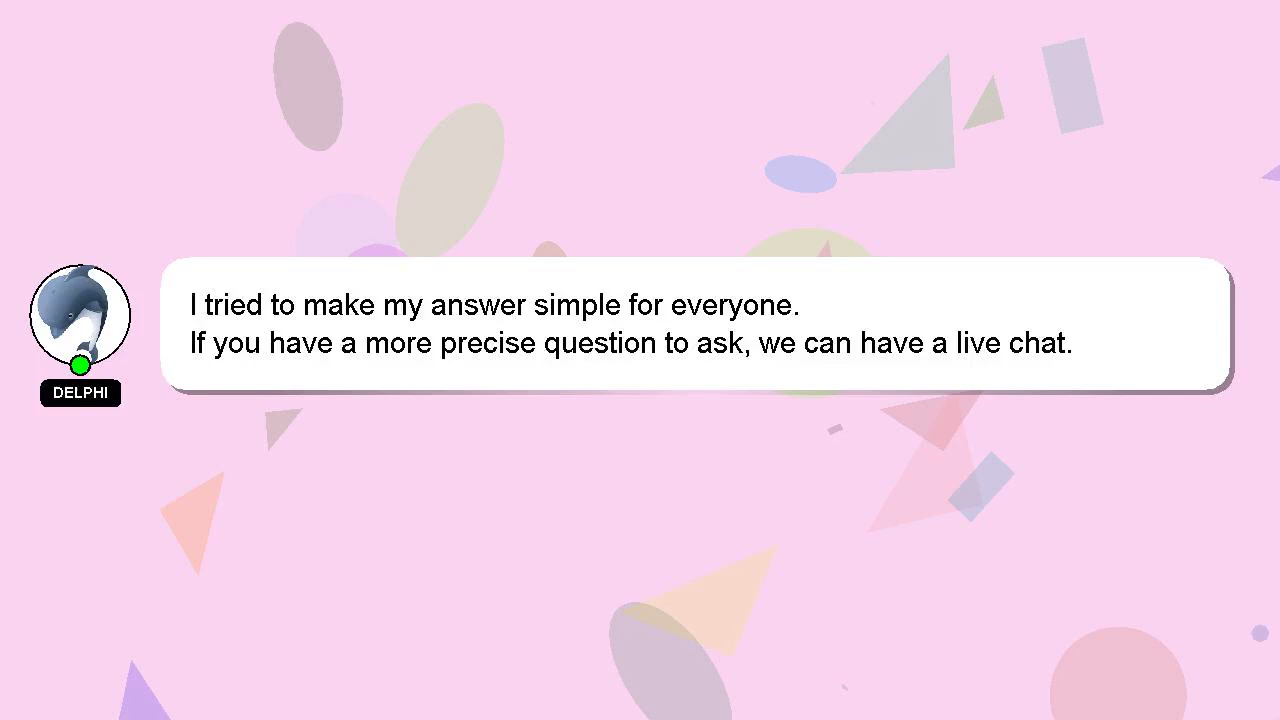 I tried to make my answer simple for everyone.
If you have a more precise question to ask, we can have a live chat.
DELPHI